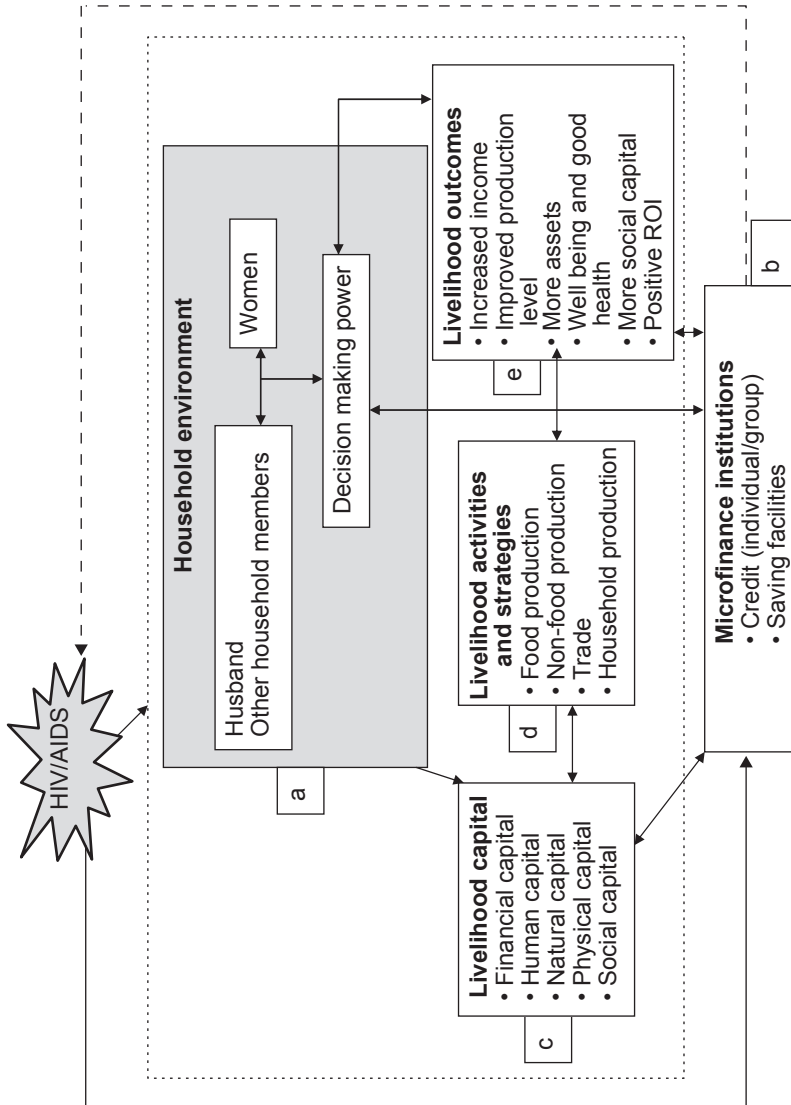 HIV/AIDS
Household environment
a
Husband
Other household members
Women
Decision making power
Livelihood capital
• Financial capital
• Human capital
• Natural capital
• Physical capital
• Social capital
c
Livelihood activities
and strategies
• Food production
• Non-food production
• Trade
• Household production
d
Livelihood outcomes
• Increased income
• Improved production
level
• More assets
• Well being and good
health
• More social capital
• Positive ROI
e
Microfinance institutions
• Credit (individual/group)
• Saving facilities
b